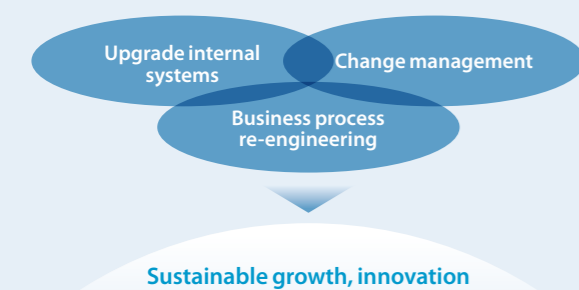 Upgrade internal
systems
Change management
Business process
re-engineering
Sustainable growth, innovation